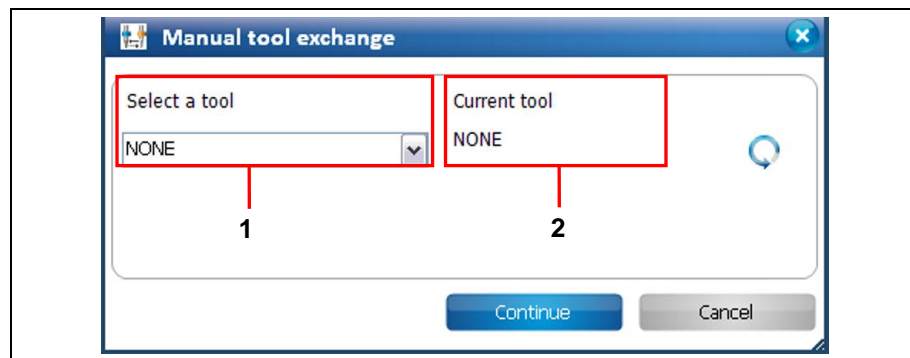 Manual tool exchange
Select a tool
Current tool
NONE
NONE
1
2
Continue
Cancel